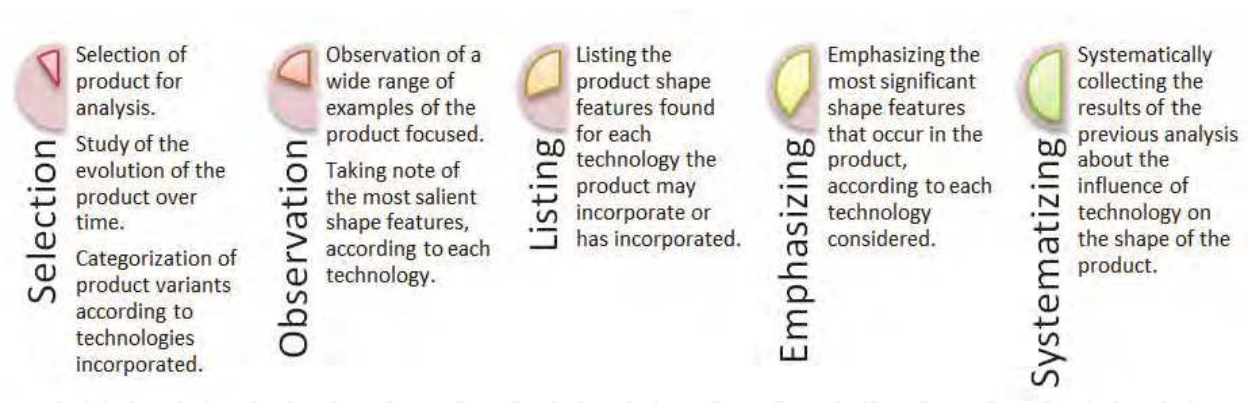 Selection
Selection of
product for
analysis.
Study of the
evolution of the
product over
time.
Categorization of
product variants
according to
technologies
incorporated.
Observation
Observation of a
wide range of
examples of the
product focused.
Taking note of
the most salient
shape features,
according to each
technology.
Listing
Listing the
product shape
features found
for each
technology the
product may
incorporate or
has incorporated.
Emphasizing
Emphasizing the
most significant
shape features
that occur in the
product,
according to each
technology
considered.
Systematizing
Systematically
collecting the
results of the
previous analysis
about the
influence of
technology on
the shape of the
product.